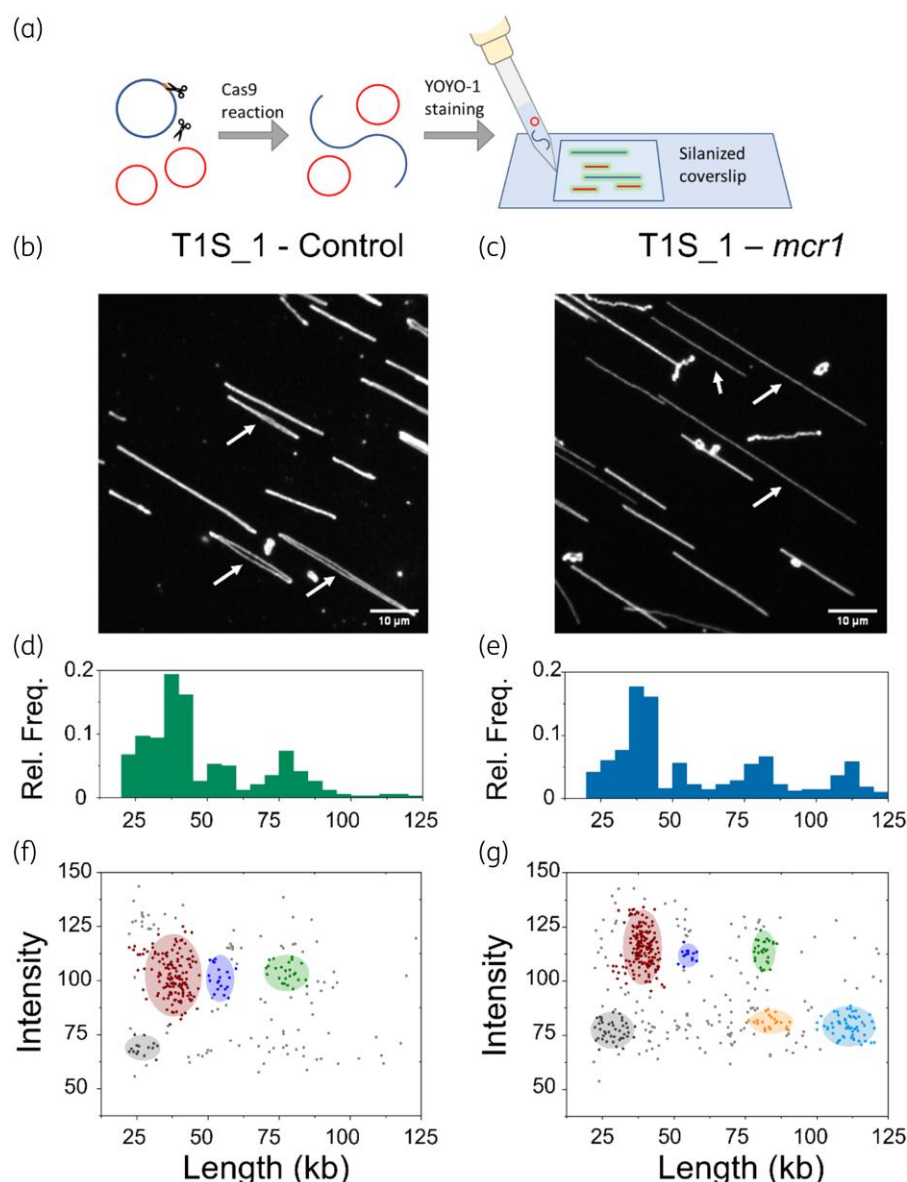 (a)
Cas9
reaction
YOYO-1
staining
Silanized
coverslip
(b)
T1S_1 - Control
(c)
T1S_1 – mcr1
10 µm
10 µm
(d)
Rel. Freq.
0.2
0.1
0
25
50
75
100
125
(e)
Rel. Freq.
0.2
0.1
0
25
50
75
100
125
(f)
Intensity
150
125
100
75
50
25
50
75
100
125
Length (kb)
(g)
Intensity
150
125
100
75
50
25
50
75
100
125
Length (kb)